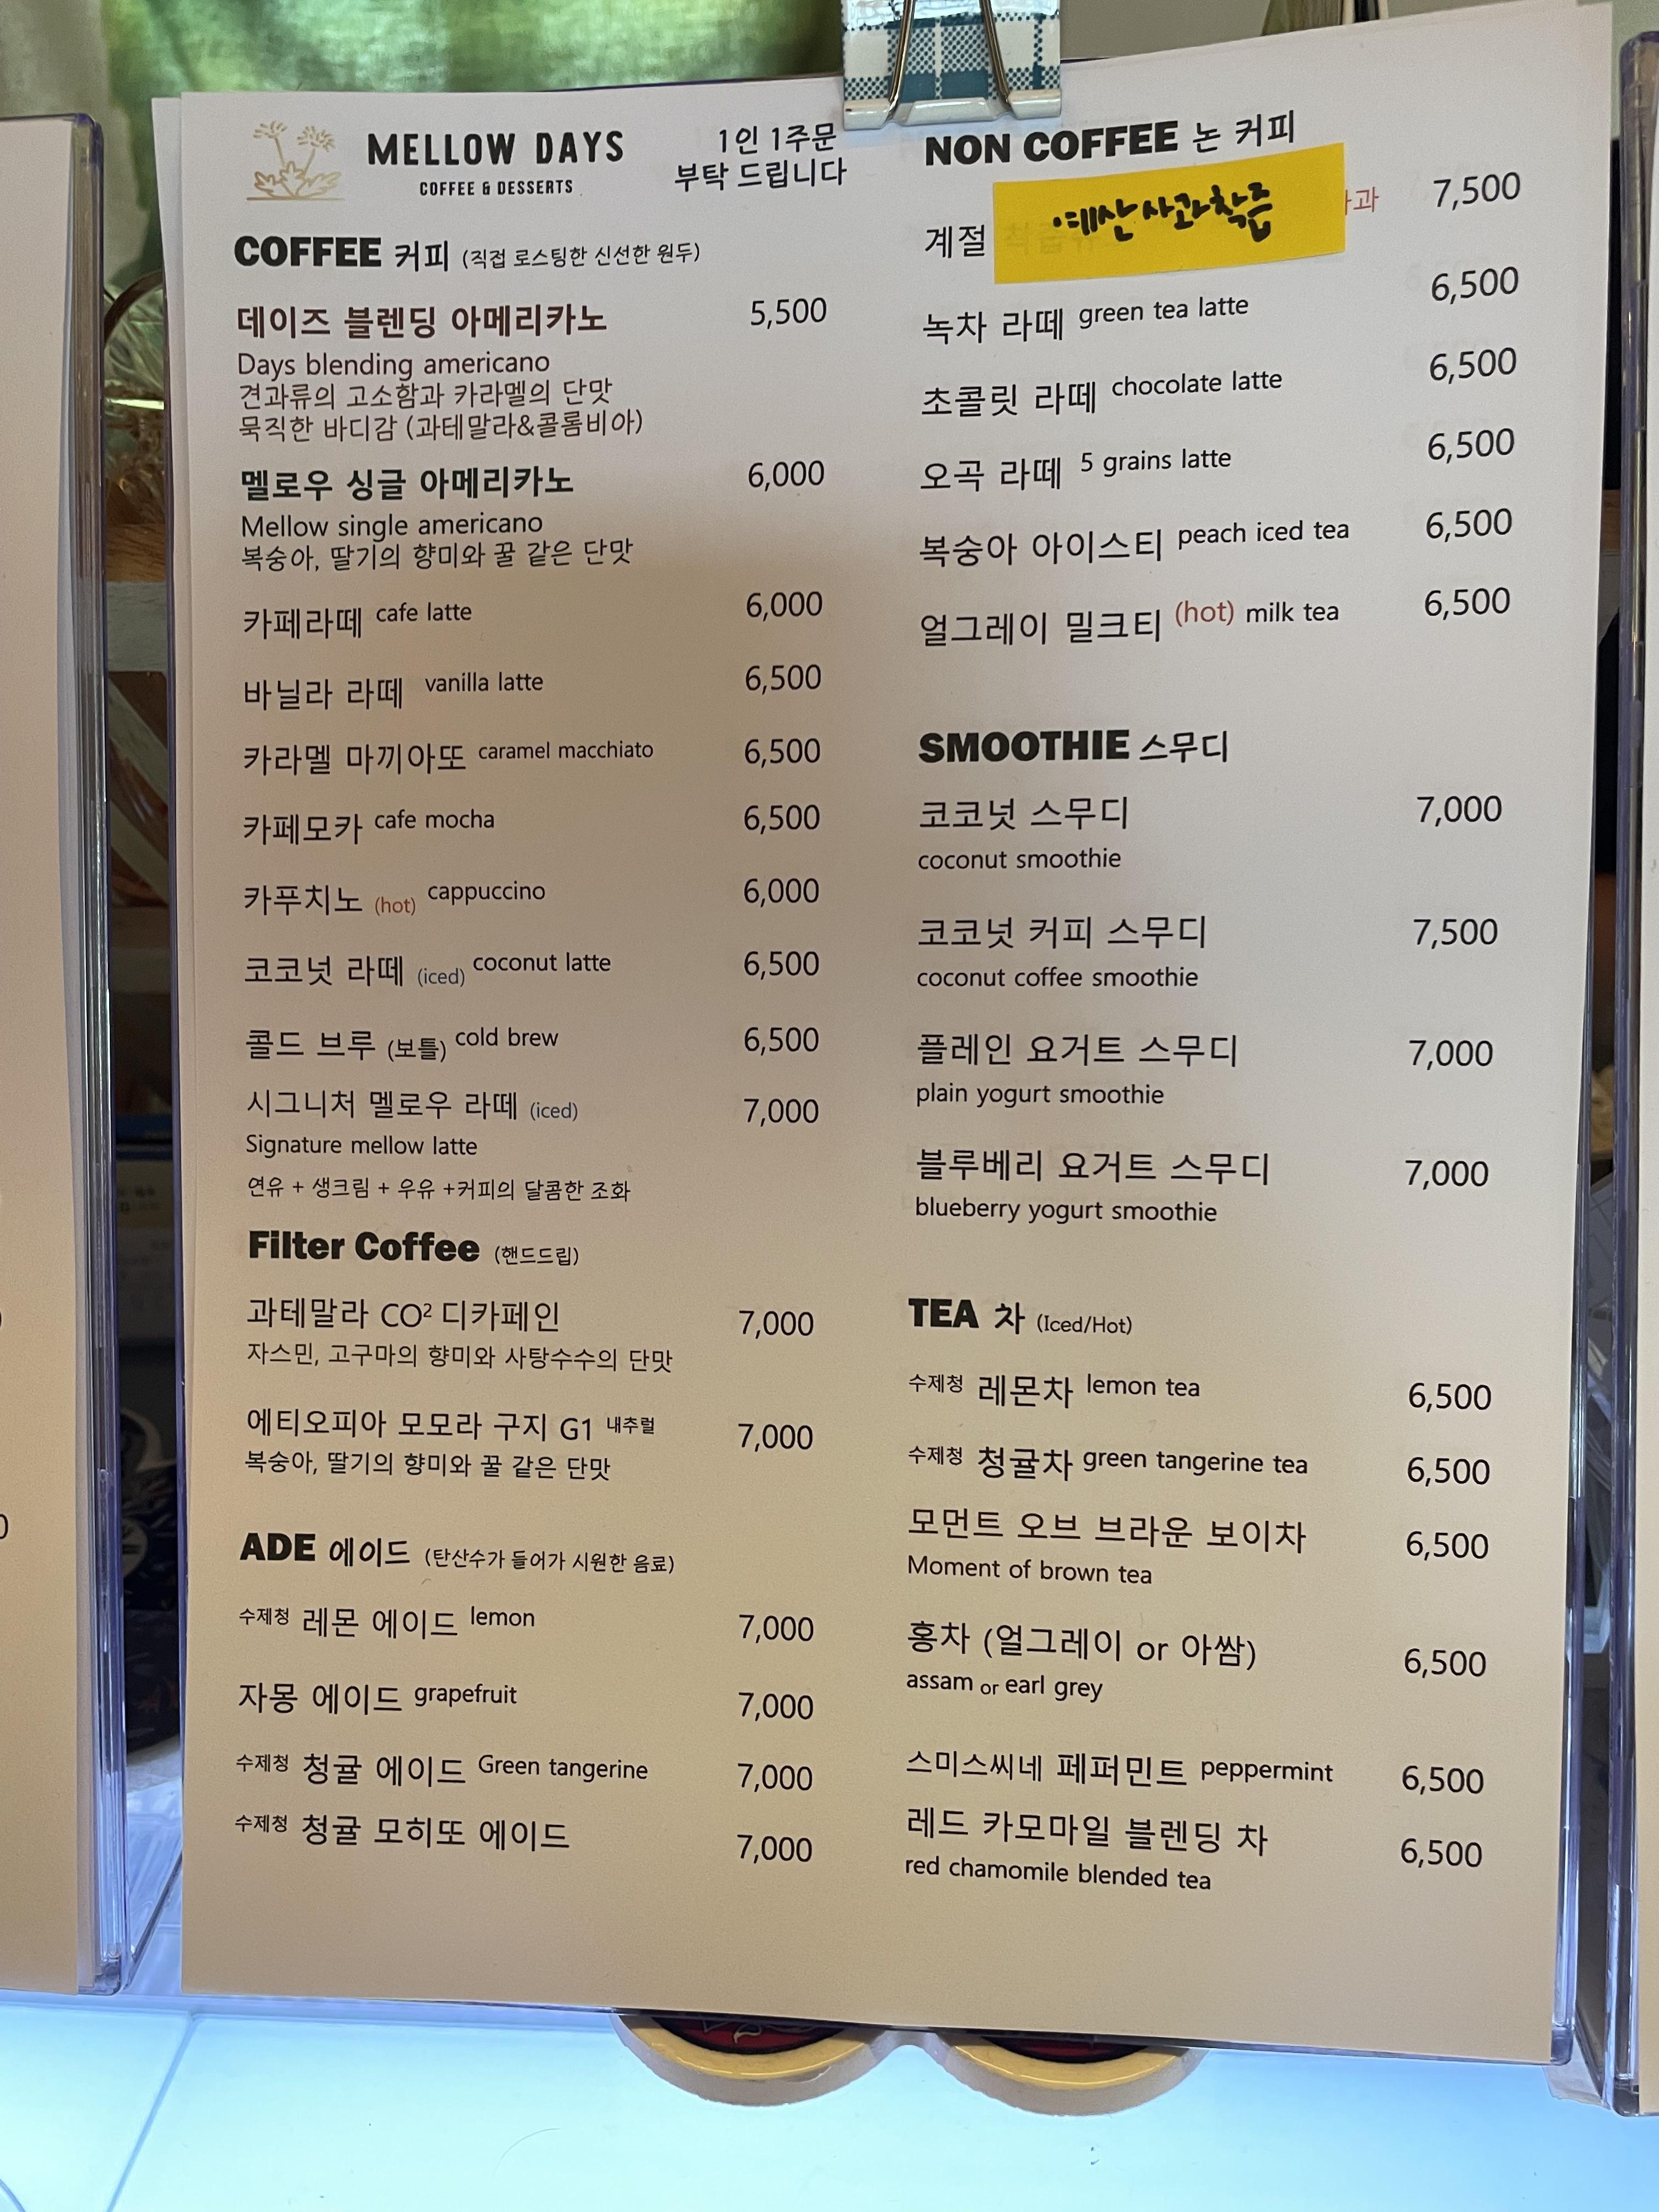 MELLOW DAYS
COFFEE & DESSERTS
1인 1주문
부탁 드립니다
COFFEE 커피 (직접 로스팅한 신선한 원두)
데이즈 블렌딩 아메리카노 5,500
Days blending americano
견과류의 고소함과 카라멜의 단맛
묵직한 바디감 (과테말라&콜롬비아)
멜로우 싱글 아메리카노 6,000
Mellow single americano
복숭아, 딸기의 향미와 꿀 같은 단맛
카페라떼 cafe latte 6,000
바닐라 라떼 vanilla latte 6,500
카라멜 마끼아또 caramel macchiato 6,500
카페모카 cafe mocha 6,500
카푸치노 (hot) cappuccino 6,000
코코넛 라떼 (iced) coconut latte 6,500
콜드 브루 (보틀) cold brew 6,500
시그니처 멜로우 라떼 (iced) 7,000
Signature mellow latte
연유 + 생크림 + 우유 +커피의 달콤한 조화
Filter Coffee (핸드드립)
과테말라 CO² 디카페인 7,000
자스민, 고구마의 향미와 사탕수수의 단맛
에티오피아 모모라 구지 G1 내추럴 7,000
복숭아, 딸기의 향미와 꿀 같은 단맛
ADE 에이드 (탄산수가 들어가 시원한 음료)
수제청 레몬 에이드 lemon 7,000
자몽 에이드 grapefruit 7,000
수제청 청귤 에이드 Green tangerine 7,000
수제청 청귤 모히또 에이드 7,000
NON COFFEE 논 커피
계절 예산사과착즙 과 7,500
녹차 라떼 green tea latte 6,500
초콜릿 라떼 chocolate latte 6,500
오곡 라떼 5 grains latte 6,500
복숭아 아이스티 peach iced tea 6,500
얼그레이 밀크티 (hot) milk tea 6,500
SMOOTHIE 스무디
코코넛 스무디 7,000
coconut smoothie
코코넛 커피 스무디 7,500
coconut coffee smoothie
플레인 요거트 스무디 7,000
plain yogurt smoothie
블루베리 요거트 스무디 7,000
blueberry yogurt smoothie
TEA 차 (Iced/Hot)
수제청 레몬차 lemon tea 6,500
수제청 청귤차 green tangerine tea 6,500
모먼트 오브 브라운 보이차 6,500
Moment of brown tea
홍차 (얼그레이 or 아쌈) 6,500
assam or earl grey
스미스씨네 페퍼민트 peppermint 6,500
레드 카모마일 블렌딩 차 6,500
red chamomile blended tea